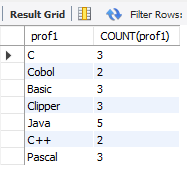 Result Grid Filter Rows:
prof1 COUNT(prof1)
C 3
Cobol 2
Basic 3
Clipper 3
Java 5
C++ 2
Pascal 3